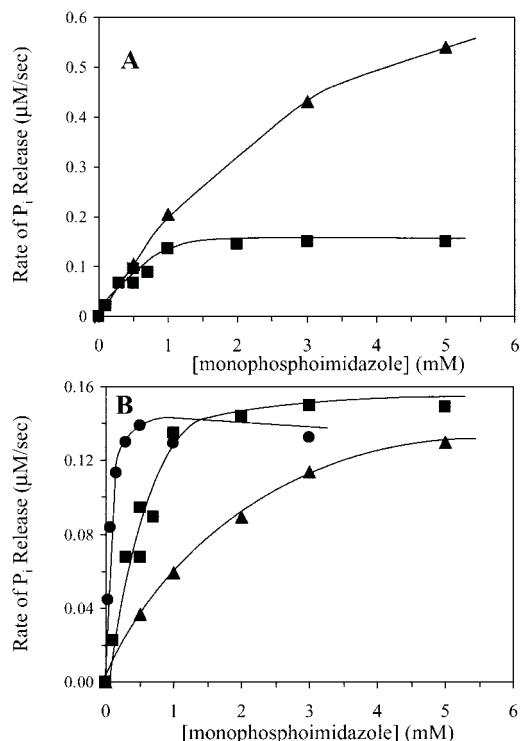 A
Rate of Pi Release (µM/sec)
0.6
0.5
0.4
0.3
0.2
0.1
0
0 1 2 3 4 5 6
[monophosphoimidazole] (mM)
B
Rate of Pi Release (µM/sec)
0.16
0.12
0.08
0.04
0.00
0 1 2 3 4 5 6
[monophosphoimidazole] (mM)